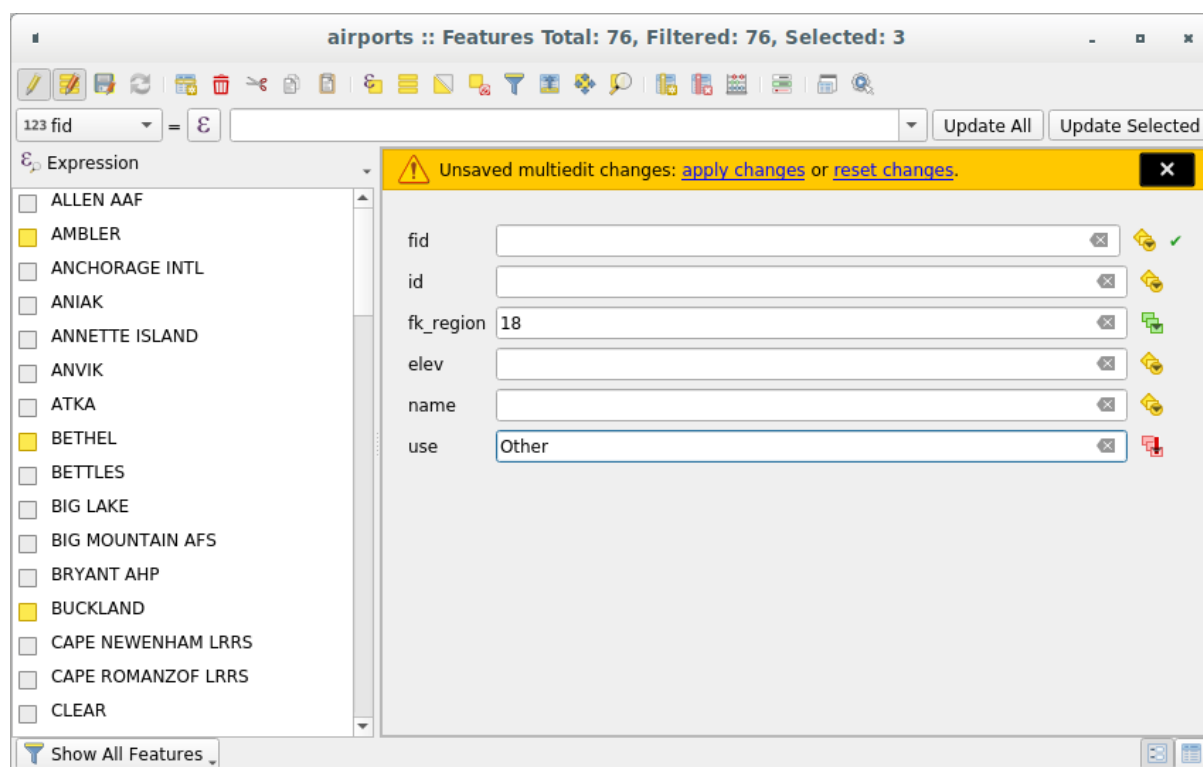 airports :: Features Total: 76, Filtered: 76, Selected: 3
123 fid = ε Update All Update Selected
ε Expression
Unsaved multiedit changes: apply changes or reset changes.
ALLEN AAF
AMBLER
ANCHORAGE INTL
ANIAK
ANNETTE ISLAND
ANVIK
ATKA
BETHEL
BETTLES
BIG LAKE
BIG MOUNTAIN AFS
BRYANT AHP
BUCKLAND
CAPE NEWENHAM LRRS
CAPE ROMANZOF LRRS
CLEAR
fid
id
fk_region 18
elev
name
use Other
Show All Features